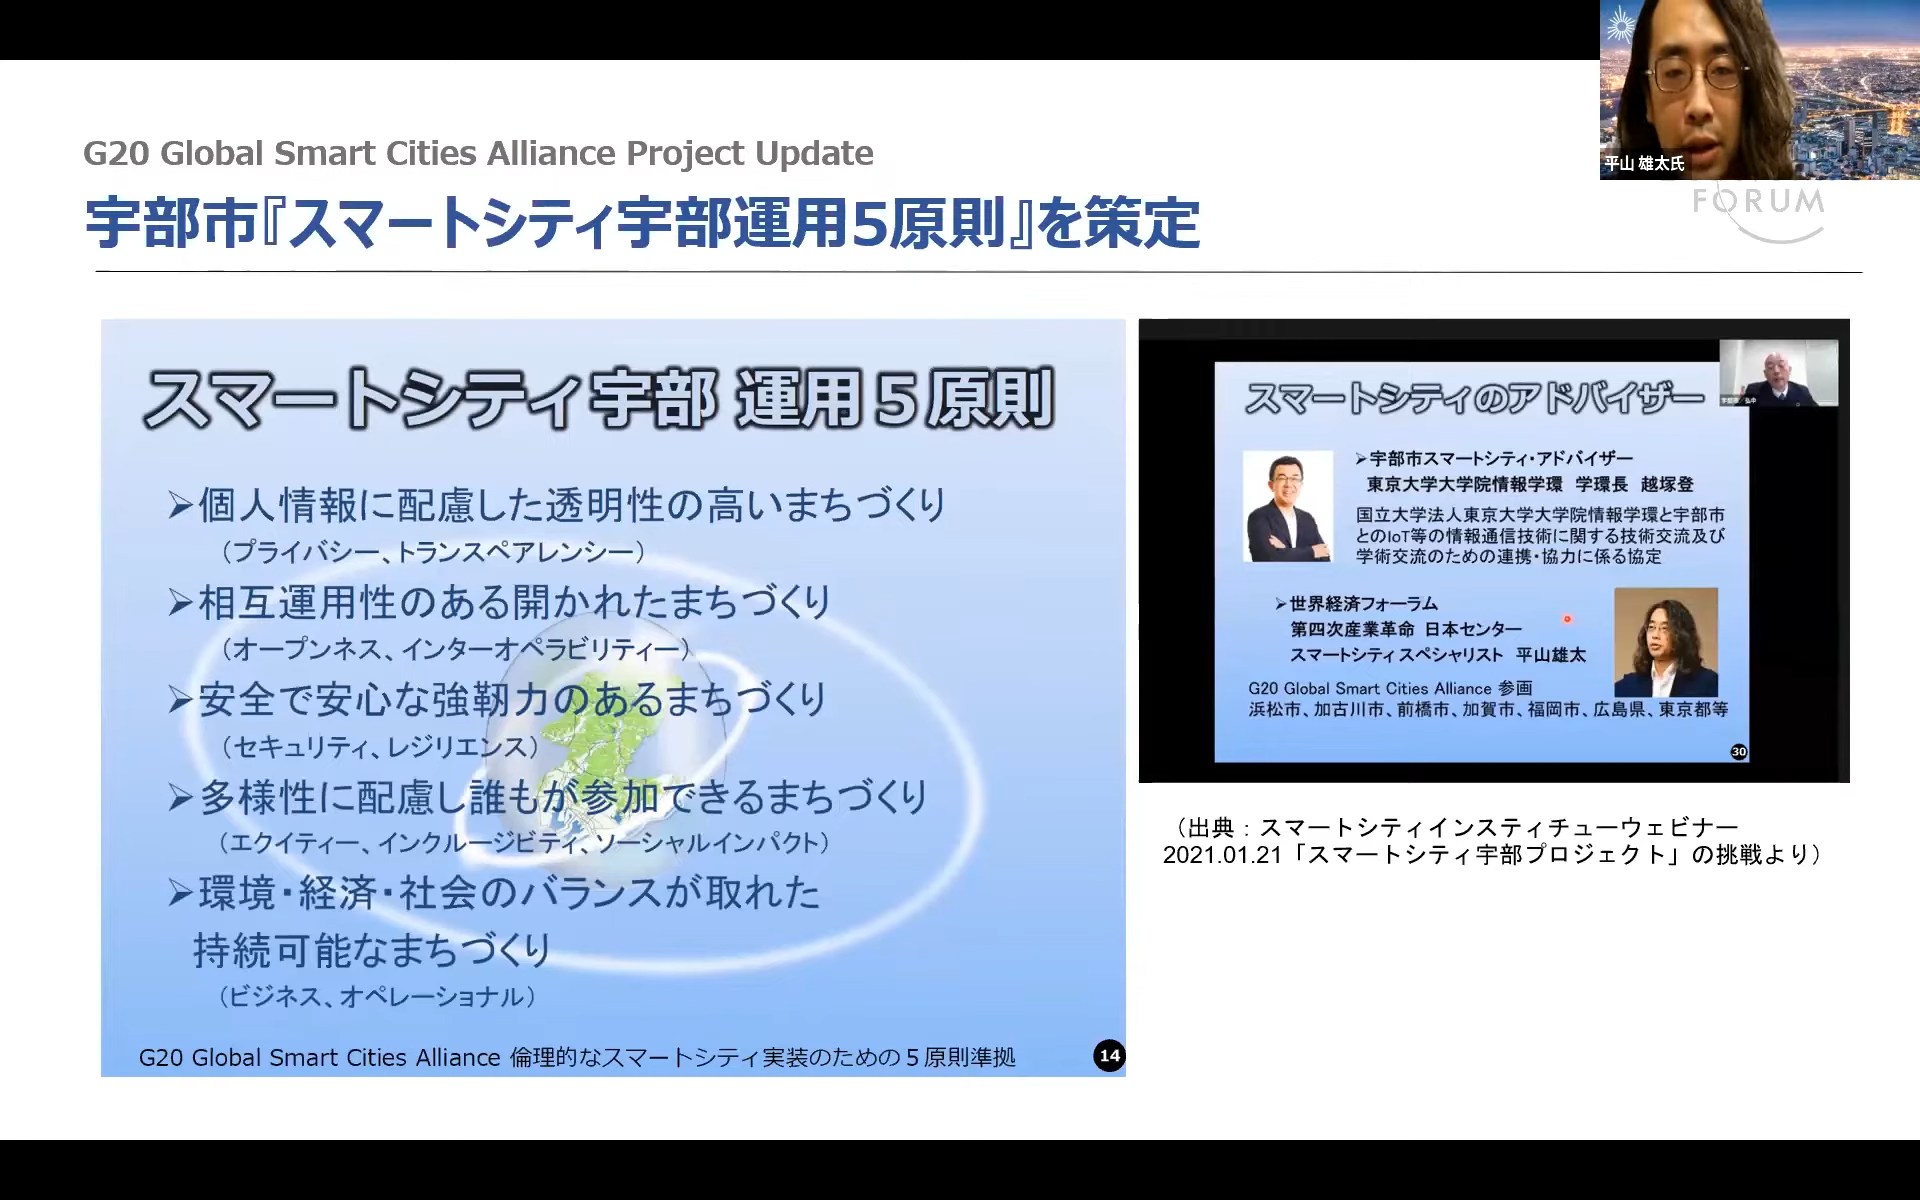 平山 雄太氏
FORUM
G20 Global Smart Cities Alliance Project Update
宇部市『スマートシティ宇部運用5原則』を策定
スマートシティ宇部 運用５原則
➢個人情報に配慮した透明性の高いまちづくり
（プライバシー、トランスペアレンシー）
➢相互運用性のある開かれたまちづくり
（オープンネス、インターオペラビリティー）
➢安全で安心な強靭力のあるまちづくり
（セキュリティ、レジリエンス）
➢多様性に配慮し誰もが参加できるまちづくり
（エクイティー、インクルージビティ、ソーシャルインパクト）
➢環境・経済・社会のバランスが取れた
持続可能なまちづくり
（ビジネス、オペレーショナル）
G20 Global Smart Cities Alliance 倫理的なスマートシティ実装のための５原則準拠
14
スマートシティのアドバイザー
➢宇部市スマートシティ・アドバイザー
東京大学大学院情報学環 学環長 越塚登
国立大学法人東京大学大学院情報学環と宇部市
とのIoT等の情報通信技術に関する技術交流及び
学術交流のための連携・協力に係る協定
➢世界経済フォーラム
第四次産業革命 日本センター
スマートシティスペシャリスト 平山雄太
G20 Global Smart Cities Alliance 参画
浜松市、加古川市、前橋市、加賀市、福岡市、広島県、東京都等
30
（出典：スマートシティインスティチューウェビナー
2021.01.21「スマートシティ宇部プロジェクト」の挑戦より）